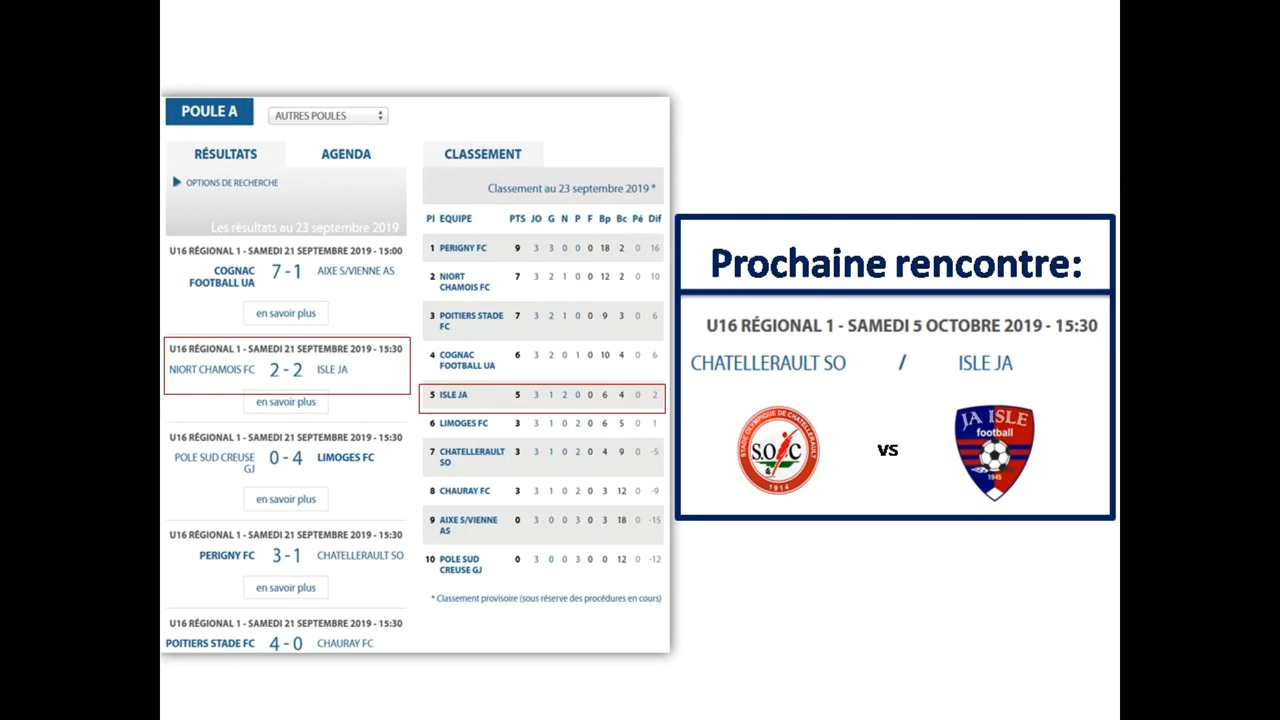 POULE A
AUTRES POULES
RÉSULTATS
AGENDA
OPTIONS DE RECHERCHE
Les résultats au 23 septembre 2019
U16 RÉGIONAL 1 - SAMEDI 21 SEPTEMBRE 2019 - 15:00
COGNAC FOOTBALL UA 7 - 1 AIXE S/VIENNE AS
en savoir plus
U16 RÉGIONAL 1 - SAMEDI 21 SEPTEMBRE 2019 - 15:30
NIORT CHAMOIS FC 2 - 2 ISLE JA
en savoir plus
U16 RÉGIONAL 1 - SAMEDI 21 SEPTEMBRE 2019 - 15:30
POLE SUD CREUSE GJ 0 - 4 LIMOGES FC
en savoir plus
U16 RÉGIONAL 1 - SAMEDI 21 SEPTEMBRE 2019 - 15:30
PERIGNY FC 3 - 1 CHATELLERAULT SO
en savoir plus
U16 RÉGIONAL 1 - SAMEDI 21 SEPTEMBRE 2019 - 15:30
POITIERS STADE FC 4 - 0 CHAURAY FC
CLASSEMENT
Classement au 23 septembre 2019 *
Pl EQUIPE PTS JO G N P F Bp Bc Pé Dif
1 PERIGNY FC 9 3 3 0 0 0 18 2 0 16
2 NIORT CHAMOIS FC 7 3 2 1 0 0 12 2 0 10
3 POITIERS STADE FC 7 3 2 1 0 0 9 3 0 6
4 COGNAC FOOTBALL UA 6 3 2 0 1 0 10 4 0 6
5 ISLE JA 5 3 1 2 0 0 6 4 0 2
6 LIMOGES FC 3 3 1 0 2 0 6 5 0 1
7 CHATELLERAULT SO 3 3 1 0 2 0 4 9 0 -5
8 CHAURAY FC 3 3 1 0 2 0 3 12 0 -9
9 AIXE S/VIENNE AS 0 3 0 0 3 0 3 18 0 -15
10 POLE SUD CREUSE GJ 0 3 0 0 3 0 0 12 0 -12
* Classement provisoire (sous réserve des procédures en cours)
Prochaine rencontre:
U16 RÉGIONAL 1 - SAMEDI 5 OCTOBRE 2019 - 15:30
CHATELLERAULT SO / ISLE JA
STADE OLYMPIQUE DE CHATELLERAULT
S.O.C
&
1914
vs
JA ISLE
football
1945